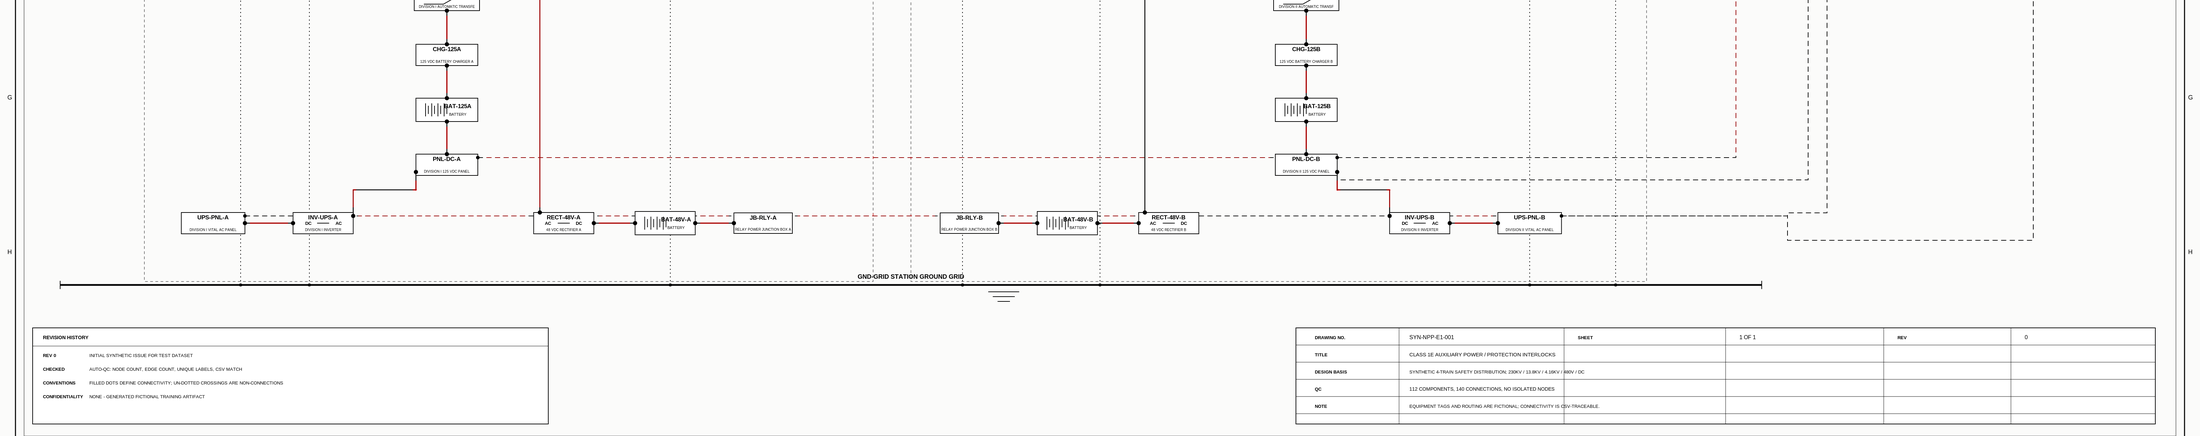 DIVISION I AUTOMATIC TRANSFE
DIVISION II AUTOMATIC TRANSF
CHG-125A
125 VDC BATTERY CHARGER A
CHG-125B
125 VDC BATTERY CHARGER B
G
G
BAT-125A
BATTERY
BAT-125B
BATTERY
PNL-DC-A
DIVISION I 125 VDC PANEL
PNL-DC-B
DIVISION II 125 VDC PANEL
UPS-PNL-A
DIVISION I VITAL AC PANEL
INV-UPS-A
DC AC
DIVISION I INVERTER
RECT-48V-A
AC DC
48 VDC RECTIFIER A
BAT-48V-A
BATTERY
JB-RLY-A
RELAY POWER JUNCTION BOX A
JB-RLY-B
RELAY POWER JUNCTION BOX B
BAT-48V-B
BATTERY
RECT-48V-B
AC DC
48 VDC RECTIFIER B
INV-UPS-B
DC AC
DIVISION II INVERTER
UPS-PNL-B
DIVISION II VITAL AC PANEL
H
H
GND-GRID STATION GROUND GRID
REVISION HISTORY
REV 0 INITIAL SYNTHETIC ISSUE FOR TEST DATASET
CHECKED AUTO-QC: NODE COUNT, EDGE COUNT, UNIQUE LABELS, CSV MATCH
CONVENTIONS FILLED DOTS DEFINE CONNECTIVITY; UN-DOTTED CROSSINGS ARE NON-CONNECTIONS
CONFIDENTIALITY NONE - GENERATED FICTIONAL TRAINING ARTIFACT
DRAWING NO. SYN-NPP-E1-001 SHEET 1 OF 1 REV 0
TITLE CLASS 1E AUXILIARY POWER / PROTECTION INTERLOCKS
DESIGN BASIS SYNTHETIC 4-TRAIN SAFETY DISTRIBUTION; 230KV / 13.8KV / 4.16KV / 480V / DC
QC 112 COMPONENTS, 140 CONNECTIONS, NO ISOLATED NODES
NOTE EQUIPMENT TAGS AND ROUTING ARE FICTIONAL; CONNECTIVITY IS CSV-TRACEABLE.